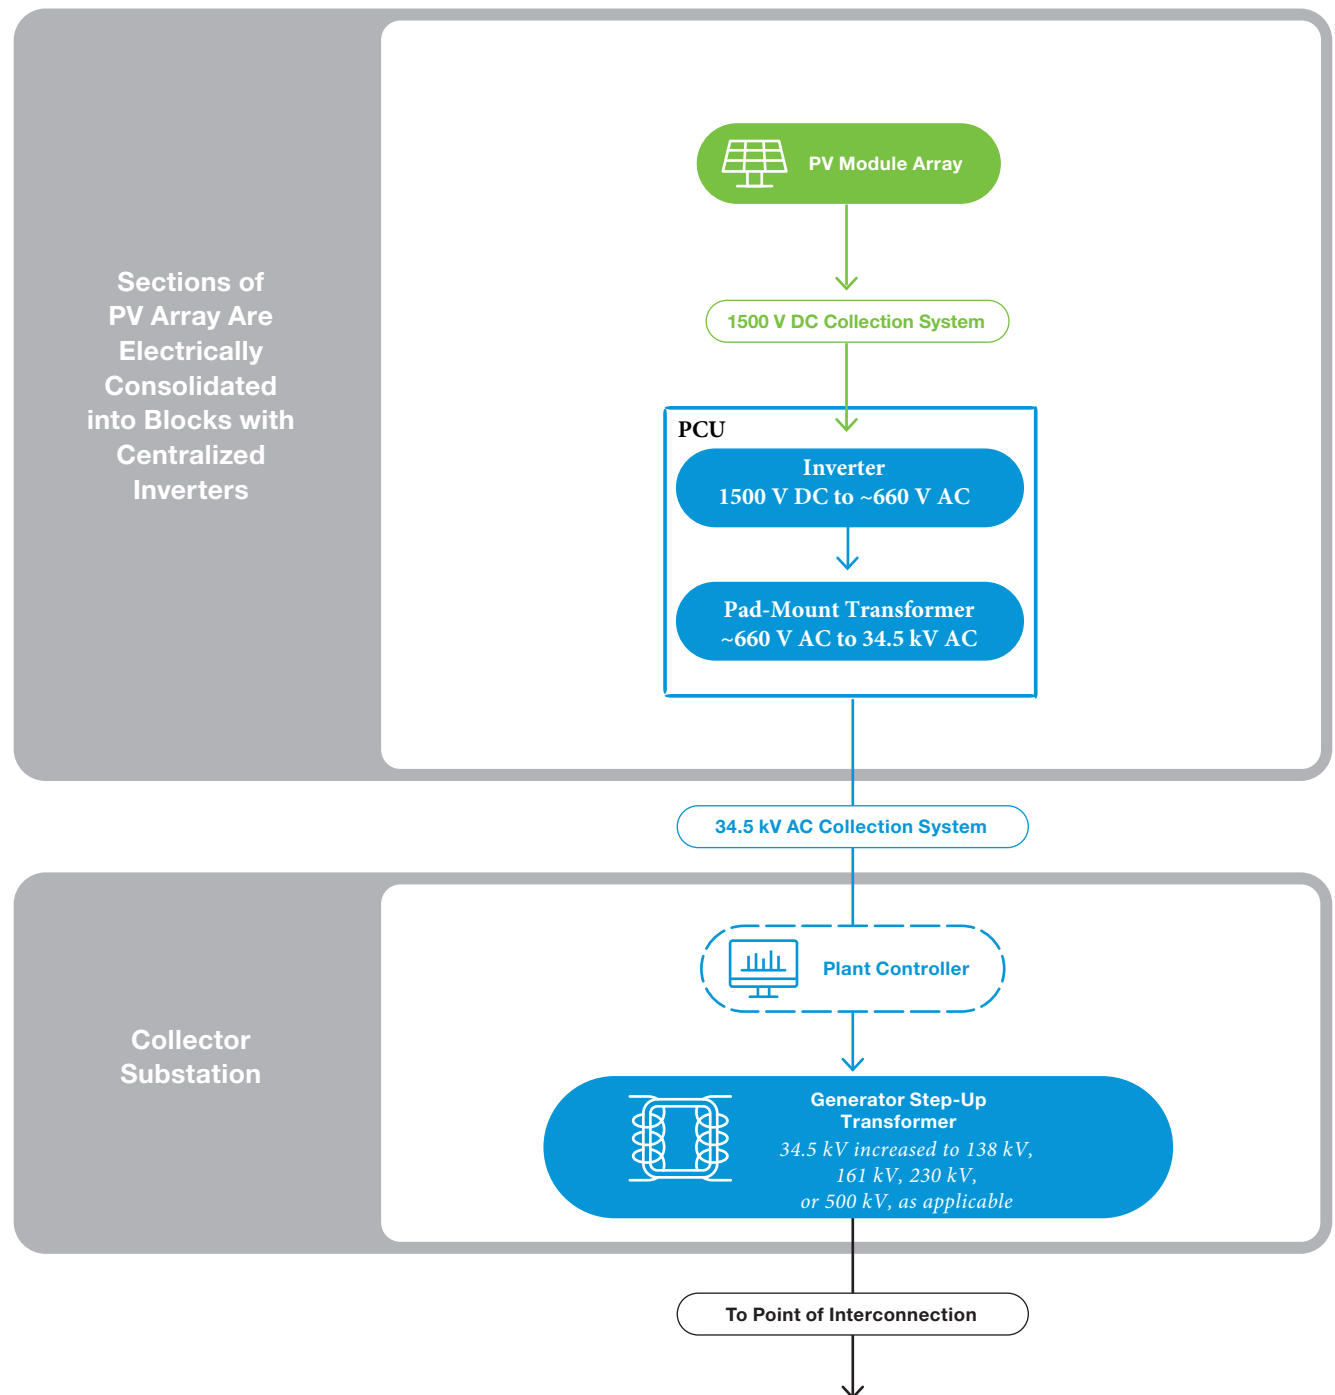 PV Module Array
Sections of
PV Array Are
Electrically
Consolidated
into Blocks with
Centralized
Inverters
1500 V DC Collection System
PCU
Inverter
1500 V DC to ~660 V AC
Pad-Mount Transformer
~660 V AC to 34.5 kV AC
34.5 kV AC Collection System
Plant Controller
Collector
Substation
Generator Step-Up
Transformer
34.5 kV increased to 138 kV,
161 kV, 230 kV,
or 500 kV, as applicable
To Point of Interconnection